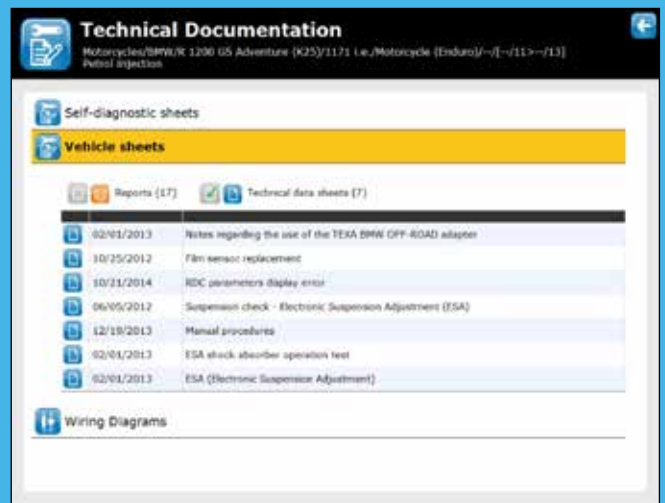 Technical Documentation
Motorcycles/BMW/R 1200 GS Adventure (K25)/1171 i.e./Motorcycle (Enduro)/--/[--/11>--/13]
Petrol Injection
Self-diagnostic sheets
Vehicle sheets
Reports (17) Technical data sheets (7)
02/01/2013 Notes regarding the use of the TEXA BMW OFF-ROAD adapter
10/25/2012 Film sensor replacement
10/21/2014 RDC parameters display error
06/05/2012 Suspension check - Electronic Suspension Adjustment (ESA)
12/19/2013 Manual procedures
02/01/2013 ESA shock absorber operation test
02/01/2013 ESA (Electronic Suspension Adjustment)
Wiring Diagrams